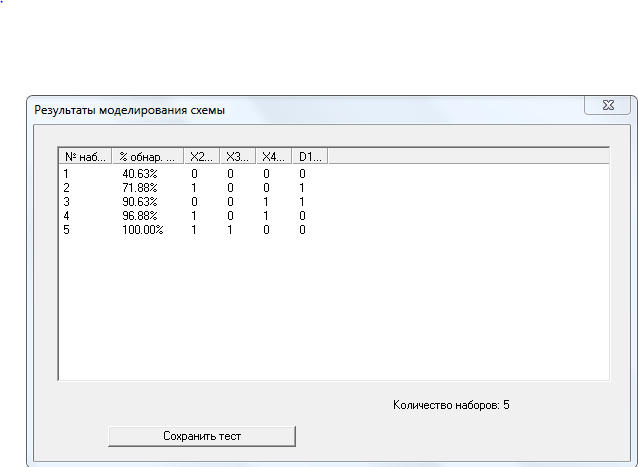 Результаты моделирования схемы
№ наб... % обнар. ... X2... X3... X4... D1...
1 40.63% 0 0 0 0
2 71.88% 1 0 0 1
3 90.63% 0 0 1 1
4 96.88% 1 0 1 0
5 100.00% 1 1 0 0
Количество наборов: 5
Сохранить тест